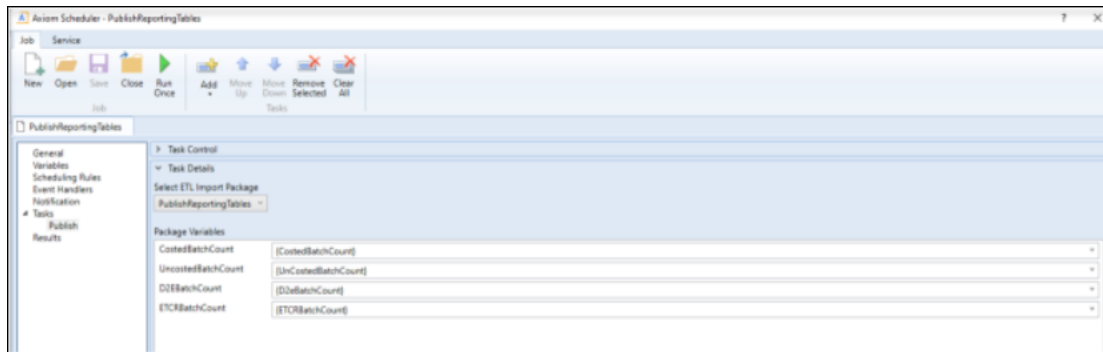 Axiom Scheduler - PublishReportingTables
? X
Job Service
New Open Save Close Run Once Add Move Up Move Down Remove Selected Clear All
Job Tasks
PublishReportingTables
General
Variables
Scheduling Rules
Event Handlers
Notification
Tasks
Publish
Results
Task Control
Task Details
Select ETL Import Package
PublishReportingTables
Package Variables
CostedBatchCount {CostedBatchCount}
UncostedBatchCount {UnCostedBatchCount}
D2EBatchCount {D2eBatchCount}
ETCRBatchCount {ETCRBatchCount}